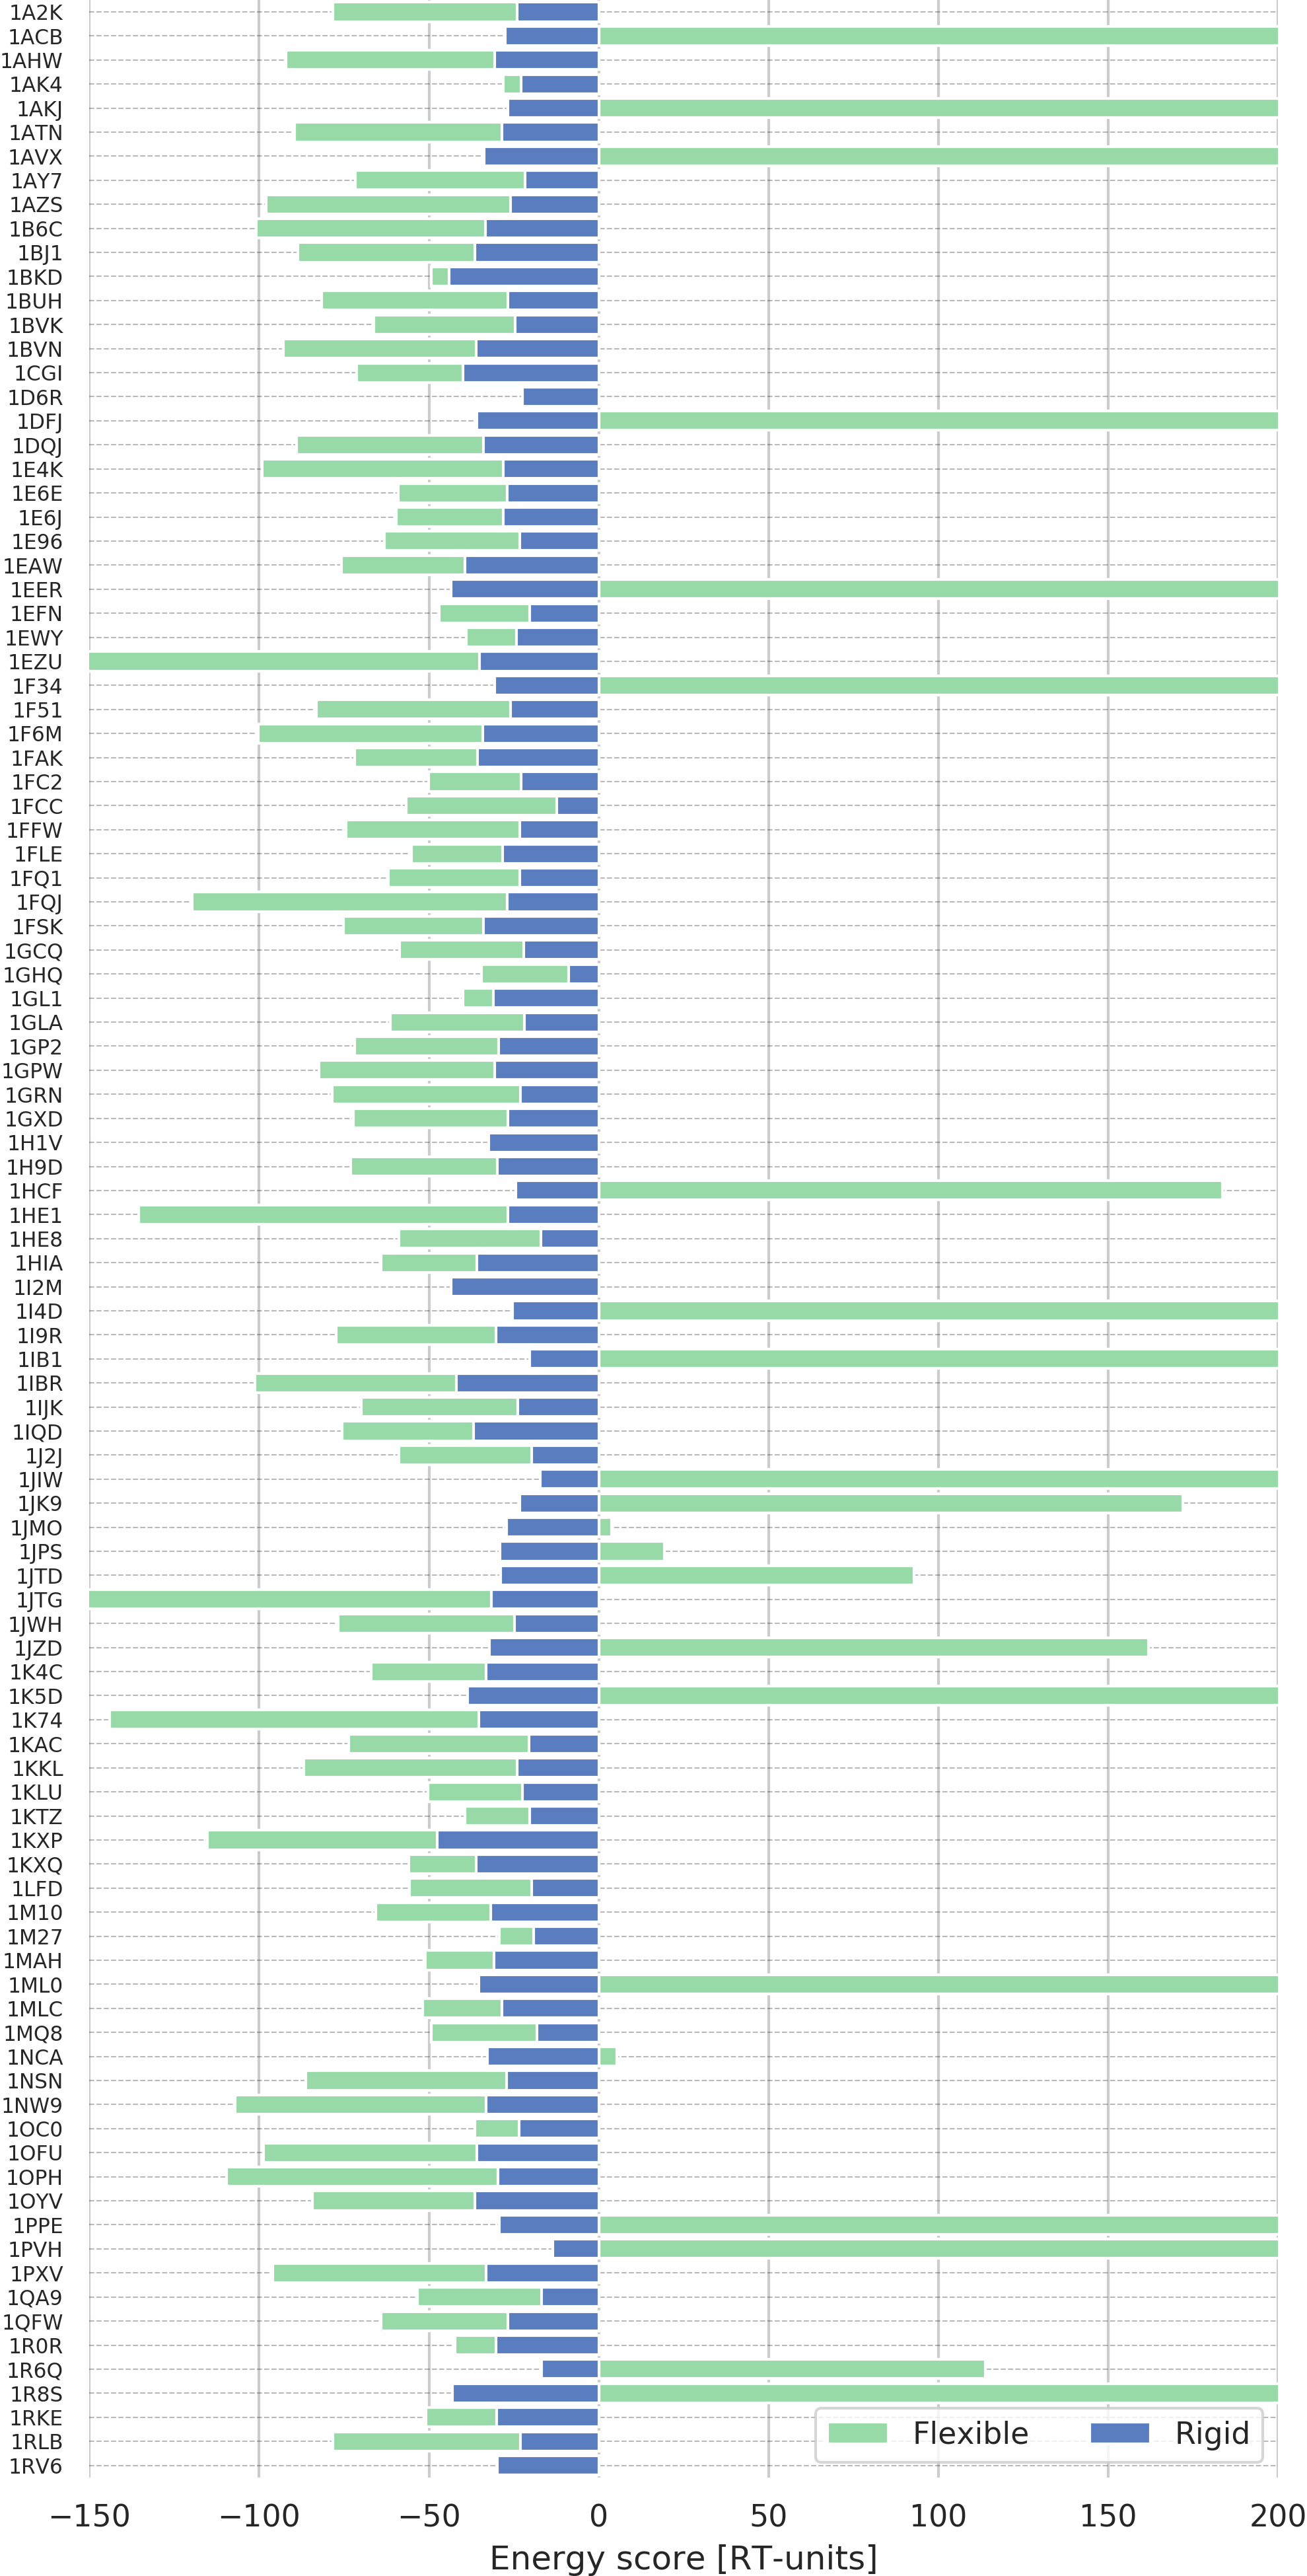 1A2K
1ACB
1AHW
1AK4
1AKJ
1ATN
1AVX
1AY7
1AZS
1B6C
1BJ1
1BKD
1BUH
1BVK
1BVN
1CGI
1D6R
1DFJ
1DQJ
1E4K
1E6E
1E6J
1E96
1EAW
1EER
1EFN
1EWY
1EZU
1F34
1F51
1F6M
1FAK
1FC2
1FCC
1FFW
1FLE
1FQ1
1FQJ
1FSK
1GCQ
1GHQ
1GL1
1GLA
1GP2
1GPW
1GRN
1GXD
1H1V
1H9D
1HCF
1HE1
1HE8
1HIA
1I2M
1I4D
1I9R
1IB1
1IBR
1IJK
1IQD
1J2J
1JIW
1JK9
1JMO
1JPS
1JTD
1JTG
1JWH
1JZD
1K4C
1K5D
1K74
1KAC
1KKL
1KLU
1KTZ
1KXP
1KXQ
1LFD
1M10
1M27
1MAH
1ML0
1MLC
1MQ8
1NCA
1NSN
1NW9
1OC0
1OFU
1OPH
1OYV
1PPE
1PVH
1PXV
1QA9
1QFW
1R0R
1R6Q
1R8S
1RKE
1RLB
1RV6
Flexible Rigid
−150 −100 −50 0 50 100 150 200
Energy score [RT-units]